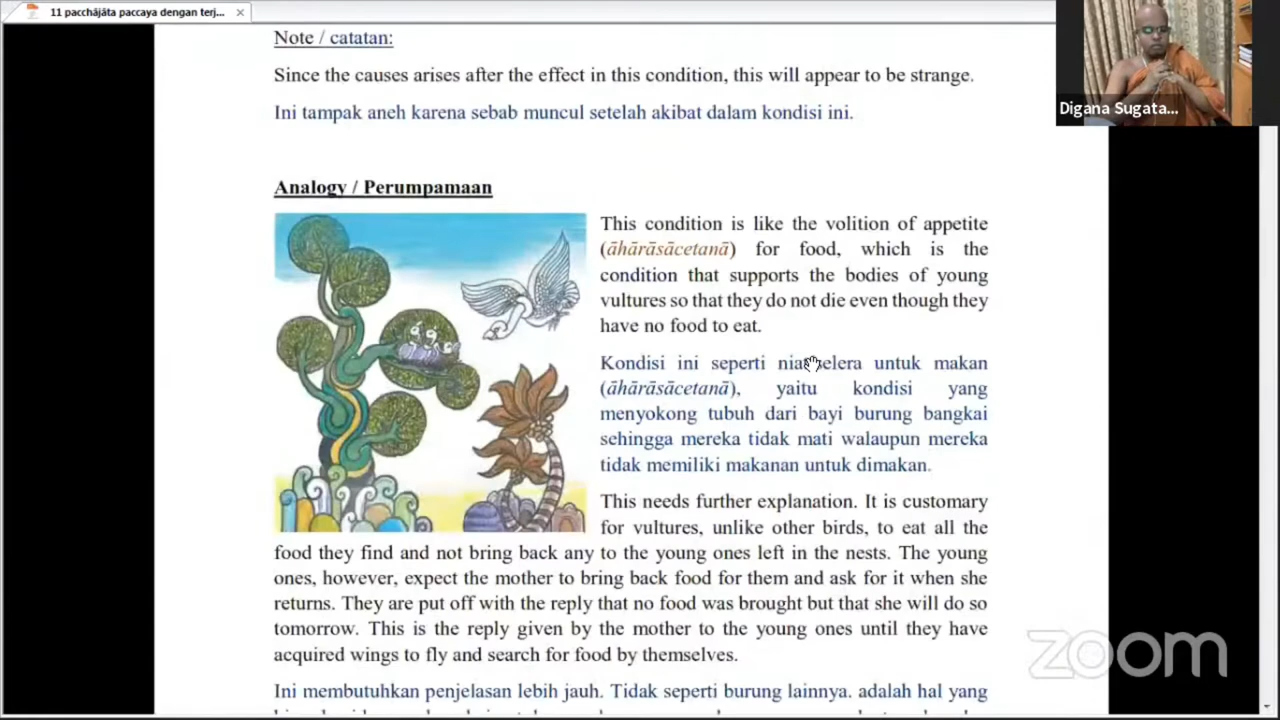 11 pacchājāta paccaya dengan terj...
Digana Sugata...
Note / catatan:
Since the causes arises after the effect in this condition, this will appear to be strange.
Ini tampak aneh karena sebab muncul setelah akibat dalam kondisi ini.
Analogy / Perumpamaan
This condition is like the volition of appetite
(āhārāsācetanā) for food, which is the
condition that supports the bodies of young
vultures so that they do not die even though they
have no food to eat.
Kondisi ini seperti selera untuk makan
(āhārāsācetanā), yaitu kondisi yang
menyokong tubuh dari bayi burung bangkai
sehingga mereka tidak mati walaupun mereka
tidak memiliki makanan untuk dimakan.
This needs further explanation. It is customary
for vultures, unlike other birds, to eat all the
food they find and not bring back any to the young ones left in the nests. The young
ones, however, expect the mother to bring back food for them and ask for it when she
returns. They are put off with the reply that no food was brought but that she will do so
tomorrow. This is the reply given by the mother to the young ones until they have
acquired wings to fly and search for food by themselves.
Ini membutuhkan penjelasan lebih jauh. Tidak seperti burung lainnya. adalah hal yang
zoom